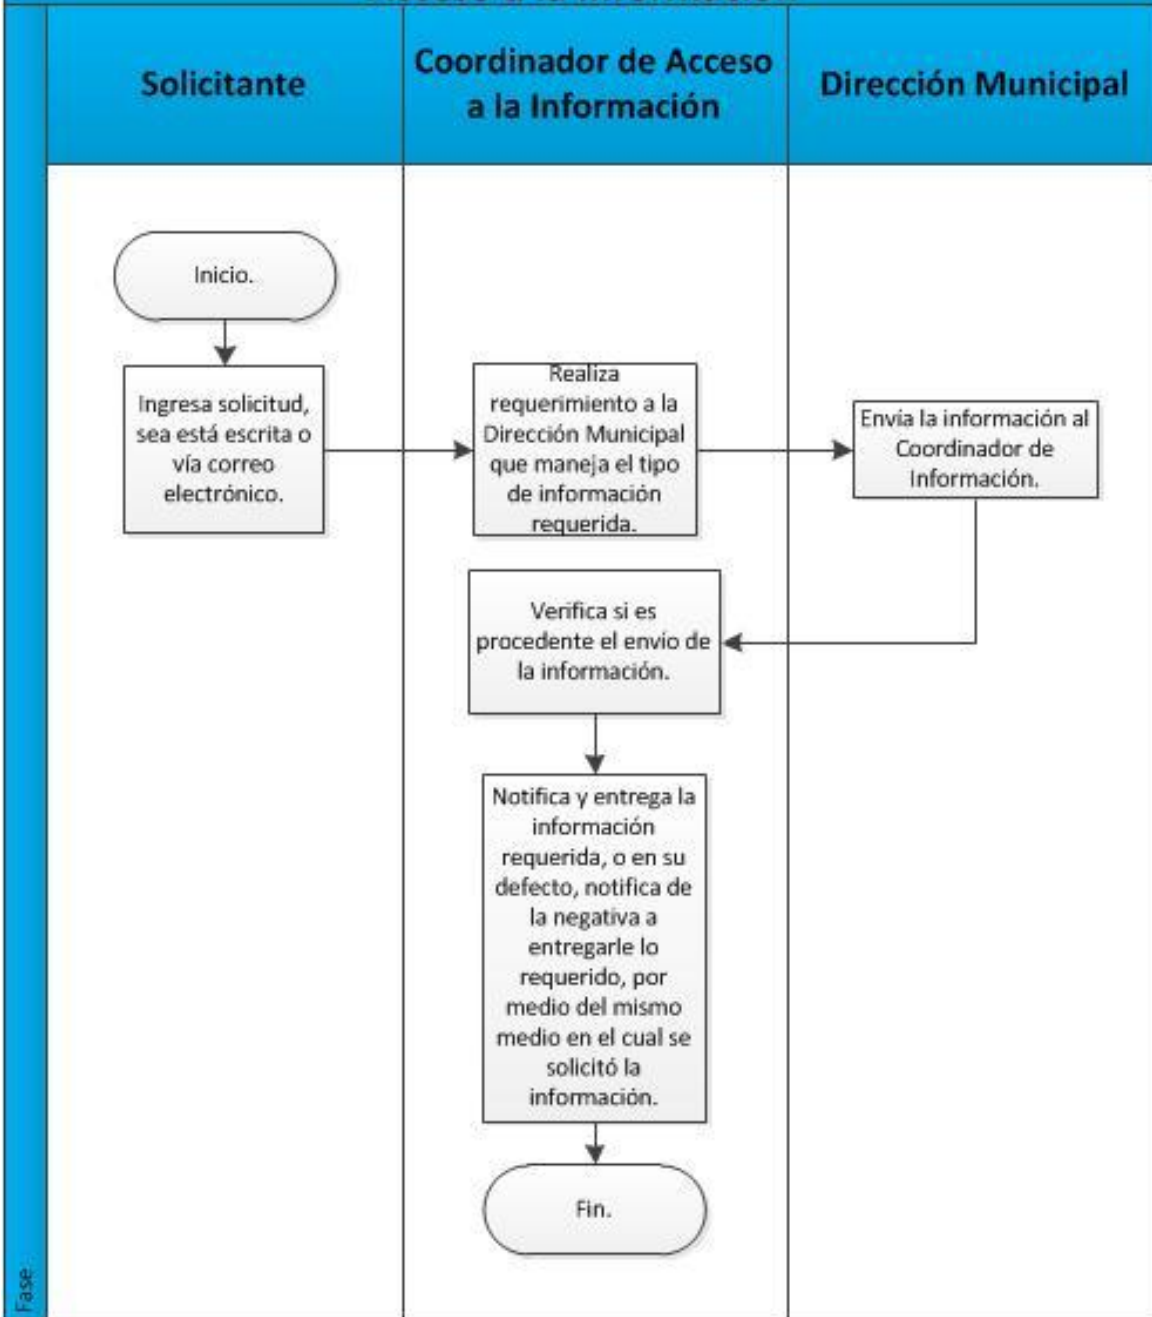 Solicitante
Coordinador de Acceso
a la Información
Dirección Municipal
Inicio.
Ingresa solicitud,
sea está escrita o
vía correo
electrónico.
Realiza
requerimiento a la
Dirección Municipal
que maneja el tipo
de información
requerida.
Envía la información al
Coordinador de
Información.
Verifica si es
procedente el envío de
la información.
Notifica y entrega la
información
requerida, o en su
defecto, notifica de
la negativa a
entregarle lo
requerido, por
medio del mismo
medio en el cual se
solicitó la
información.
Fin.
Fase